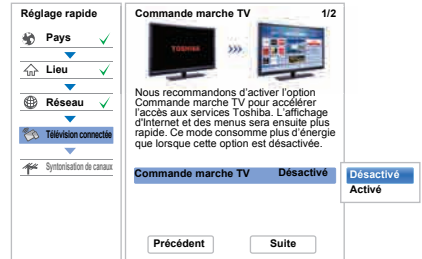 Réglage rapide
Pays
Lieu
Réseau
Télévision connectée
Syntonisation de canaux
Commande marche TV 1/2
TOSHIBA
Nous recommandons d'activer l'option
Commande marche TV pour accélérer
l'accès aux services Toshiba. L'affichage
d'Internet et des menus sera ensuite plus
rapide. Ce mode consomme plus d'énergie
que lorsque cette option est désactivée.
Commande marche TV Désactivé
Désactivé
Activé
Précédent Suite